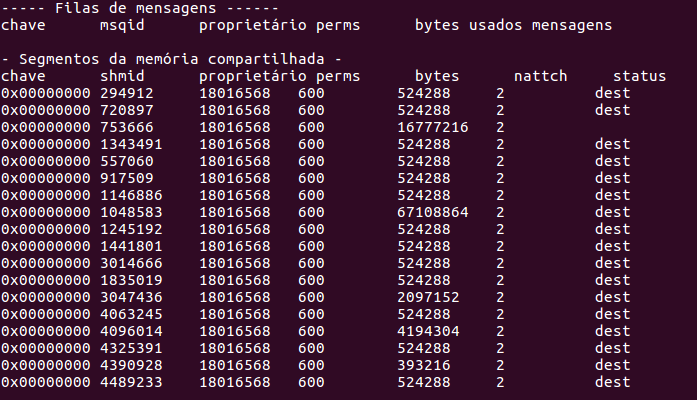 ----- Filas de mensagens ------
chave msqid proprietário perms bytes usados mensagens
- Segmentos da memória compartilhada -
chave shmid proprietário perms bytes nattch status
0x00000000 294912 18016568 600 524288 2 dest
0x00000000 720897 18016568 600 524288 2 dest
0x00000000 753666 18016568 600 16777216 2
0x00000000 1343491 18016568 600 524288 2 dest
0x00000000 557060 18016568 600 524288 2 dest
0x00000000 917509 18016568 600 524288 2 dest
0x00000000 1146886 18016568 600 524288 2 dest
0x00000000 1048583 18016568 600 67108864 2 dest
0x00000000 1245192 18016568 600 524288 2 dest
0x00000000 1441801 18016568 600 524288 2 dest
0x00000000 3014666 18016568 600 524288 2 dest
0x00000000 1835019 18016568 600 524288 2 dest
0x00000000 3047436 18016568 600 2097152 2 dest
0x00000000 4063245 18016568 600 524288 2 dest
0x00000000 4096014 18016568 600 4194304 2 dest
0x00000000 4325391 18016568 600 524288 2 dest
0x00000000 4390928 18016568 600 393216 2 dest
0x00000000 4489233 18016568 600 524288 2 dest